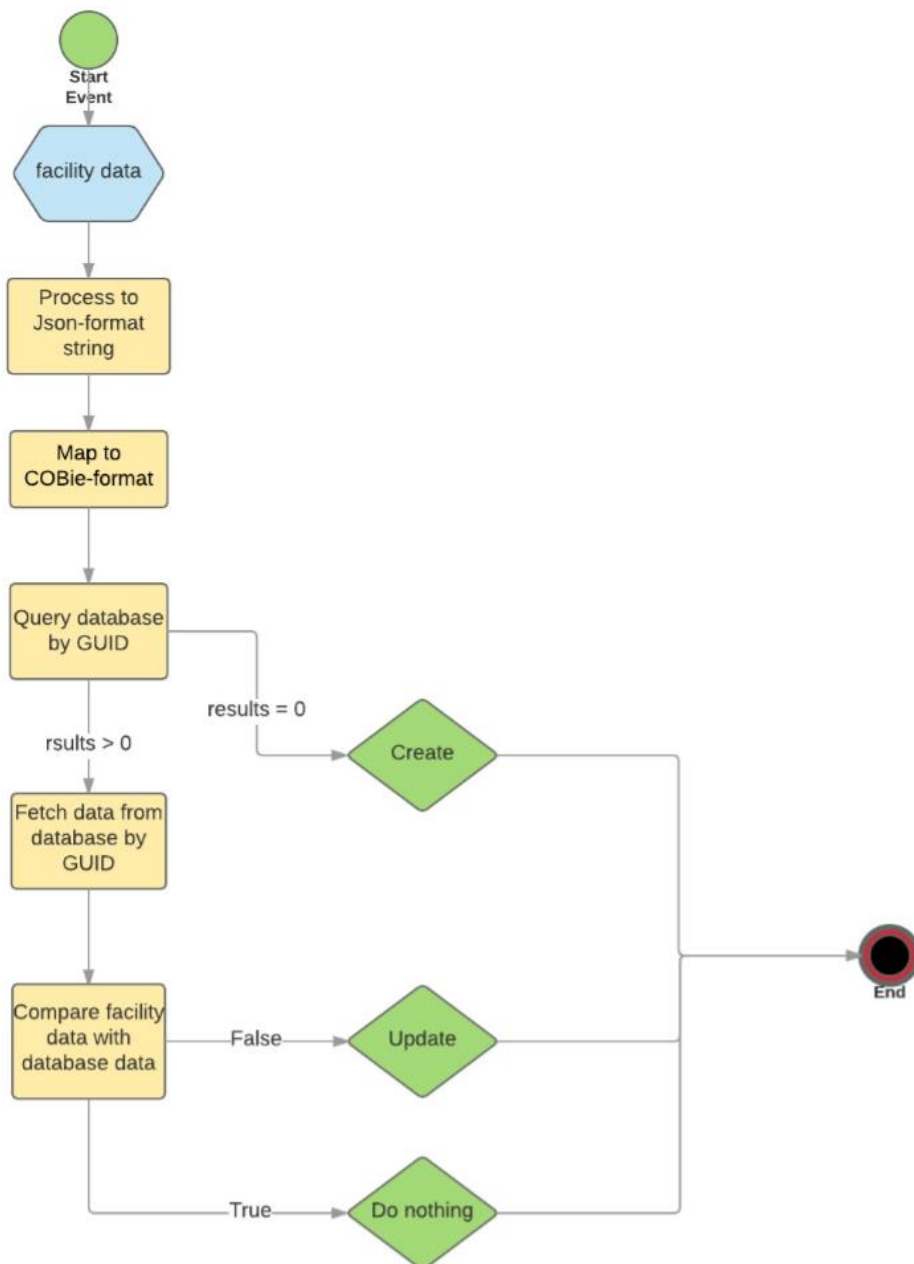 Start
Event
facility data
Process to
Json-format
string
Map to
COBie-format
Query database
by GUID
results = 0
rsults > 0
Create
Fetch data from
database by
GUID
End
Compare facility
data with
database data
False
Update
True
Do nothing